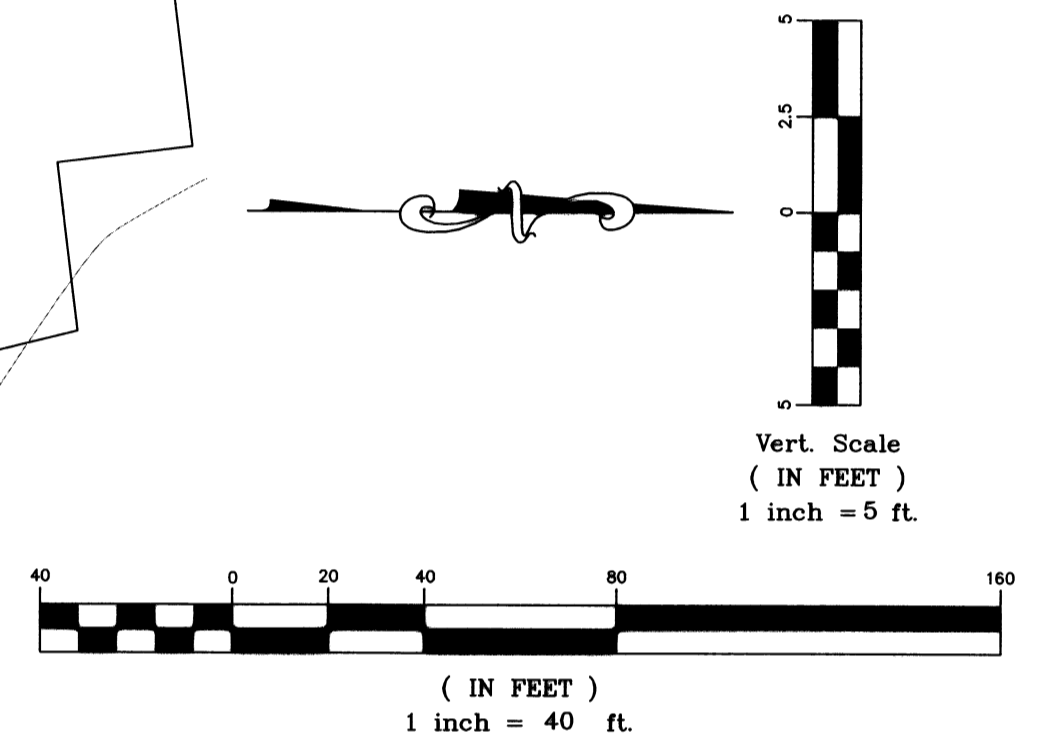 5
2.5
0
5
Vert. Scale
( IN FEET )
1 inch = 5 ft.
40 0 20 40 80 160
( IN FEET )
1 inch = 40 ft.